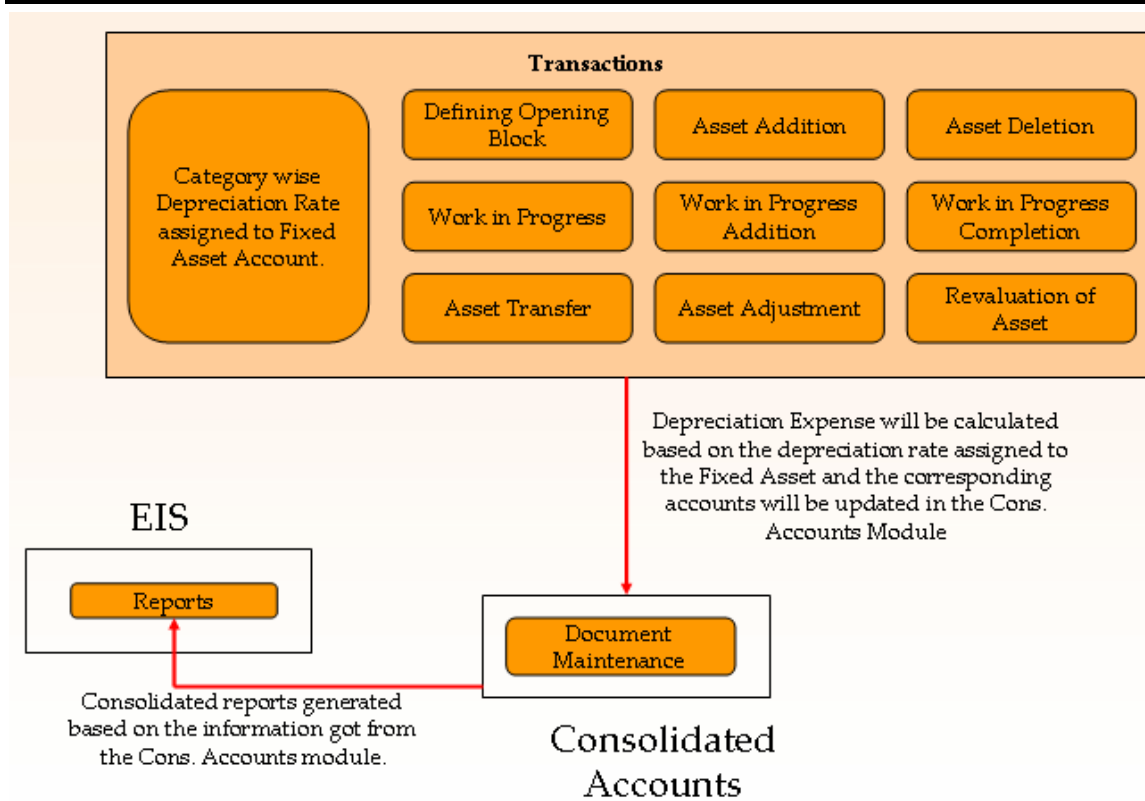 Transactions
Category wise
Depreciation Rate
assigned to Fixed
Asset Account.
Defining Opening
Block
Asset Addition
Asset Deletion
Work in Progress
Work in Progress
Addition
Work in Progress
Completion
Asset Transfer
Asset Adjustment
Revaluation of
Asset
Depreciation Expense will be calculated
based on the depreciation rate assigned to
the Fixed Asset and the corresponding
accounts will be updated in the Cons.
Accounts Module
EIS
Reports
Document
Maintenance
Consolidated reports generated
based on the information got from
the Cons. Accounts module.
Consolidated
Accounts